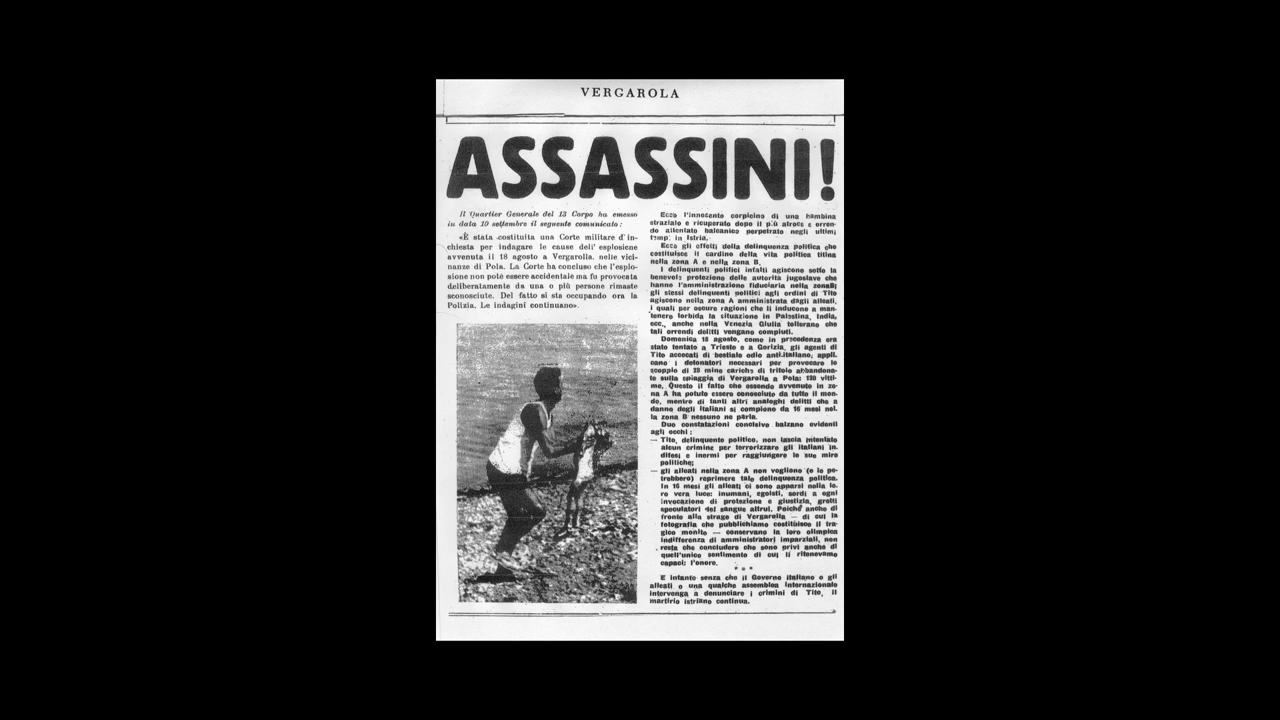 VERGAROLA
ASSASSINI!
Il Quartier Generale del 13 Corpo ha emesso
in data 10 settembre il seguente comunicato:
«È stata costituita una Corte militare d'in-
chiesta per indagare le cause dell'esplosione
avvenuta il 18 agosto a Vergarolla, nelle vici-
nanze di Pola. La Corte ha concluso che l'esplo-
sione non potè essere accidentale ma fu provocata
deliberatamente da una o più persone rimaste
sconosciute. Del fatto si sta occupando ora la
Polizia. Le indagini continuano».
Ecco l'innocente corpicino di una bambina
straziato e ricuperato dopo il più atroce e orren-
do attentato balcanico perpetrato negli ultimi
tempi in Istria.
Ecco gli effetti della delinquenza politica che
costituisce il cardine della vita politica titina
nella zona A e nella zona B.
I delinquenti politici infatti agiscono sotto la
benevola protezione delle autorità jugoslave che
hanno l'amministrazione fiduciaria nella zonaB;
gli stessi delinquenti politici agli ordini di Tito
agiscono nella zona A amministrata dagli alleati,
i quali per oscure ragioni che li inducono a man-
tenere torbida la situazione in Palestina, India,
ecc., anche nella Venezia Giulia tollerano che
tali orrendi delitti vengano compiuti.
Domenica 18 agosto, come in precedenza era
stato tentato a Trieste e a Gorizia, gli agenti di
Tito accecati di bestiale odio anti.italiano, appli.
cano i detonatori necessari per provocare lo
scoppio di 28 mine cariche di tritolo abbandona-
te sulla spiaggia di Vergarolla a Pola: 120 vitti-
me. Questo il fatto che essendo avvenuto in zo-
na A ha potuto essere conosciuto da tutto il mon-
do, mentre di tanti altri analoghi delitti che a
danno degli italiani si compiono da 16 mesi nel.
la zona B nessuno ne parla.
Due constatazioni conclusive balzano evidenti
agli occhi:
— Tito, delinquente politico, non lascia intentato
alcun crimine per terrorizzare gli italiani in.
difesi e inermi per raggiungere le sue mire
politiche;
— gli alleati nella zona A non vogliono (e lo po-
trebbero) reprimere tale delinquenza politica.
In 16 mesi gli alleati ci sono apparsi nella lo.
ro vera luce: inumani, egoisti, sordi a ogni
invocazione di protezione e giustizia, gretti
speculatori del sangue altrui. Poichè anche di
fronte alla strage di Vergarolla — di cui la
fotografia che pubblichiamo costituisce il tra-
gico monito — conservano la loro olimpica
indifferenza di amministratori imparziali, non
resta che concludere che sono privi anche di
quell'unico sentimento di cui li ritenevamo
capaci: l'onore.
* * *
E intanto senza che il Governo italiano o gli
alleati o una qualche assemblea internazionale
intervenga a denunciare i crimini di Tito, il
martirio istriano continua.